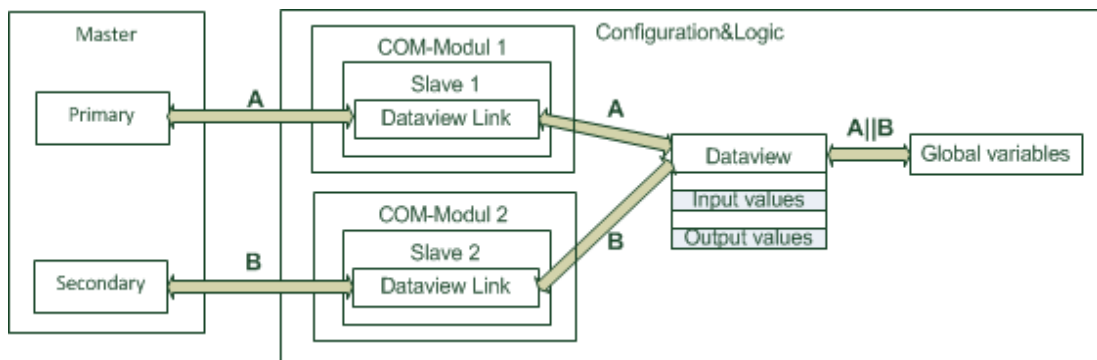 Master
Configuration&Logic
COM-Modul 1
Slave 1
Dataview Link
Primary
A
A
A||B
Dataview
Global variables
Input values
Output values
COM-Modul 2
Slave 2
Dataview Link
Secondary
B
B